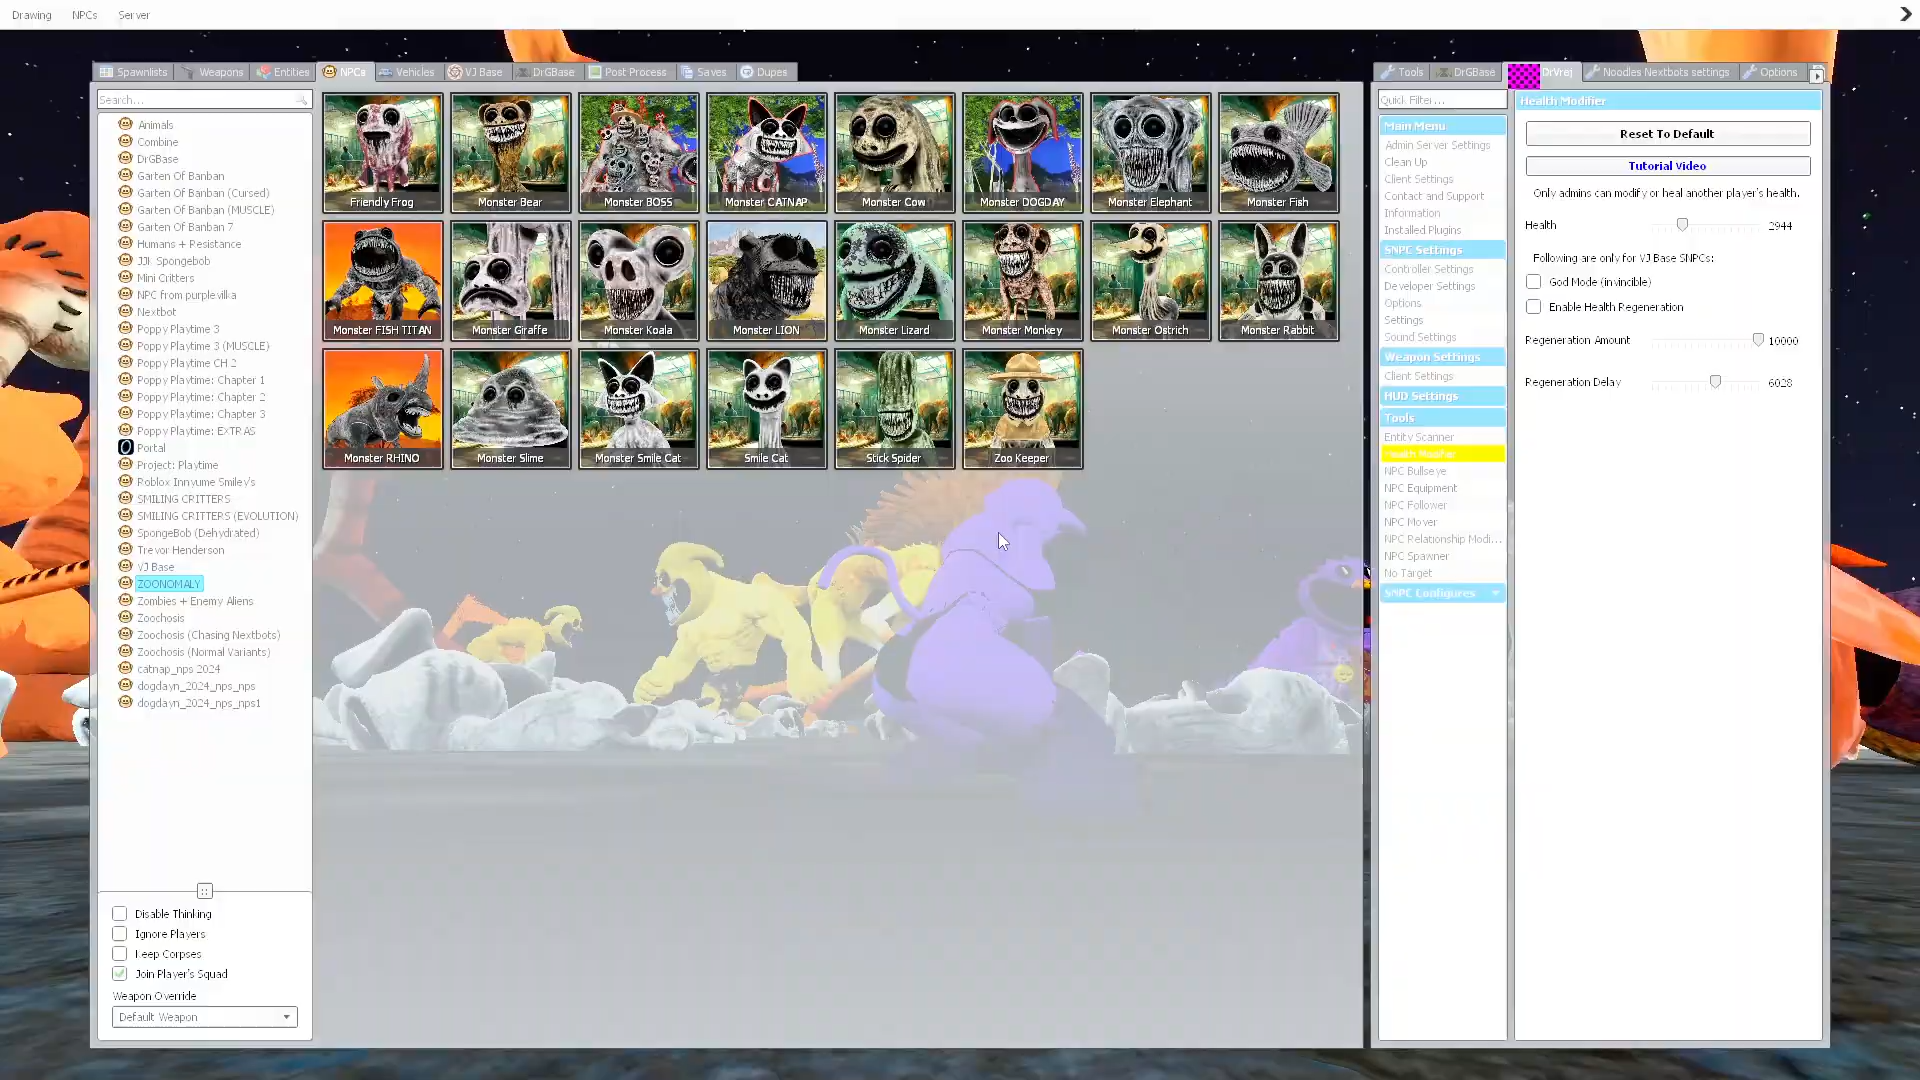 Drawing NPCs Server
Spawnlists Weapons Entities NPCs Vehicles VJ Base DrGBase Post Process Saves Dupes
Search...
Animals
Combine
DrGBase
Garten Of Banban
Garten Of Banban (Cursed)
Garten Of Banban (MUSCLE)
Garten Of Banban 7
Humans + Resistance
JJK Spongebob
Mini Critters
NPC from purplevilka
Nextbot
Poppy Playtime 3
Poppy Playtime 3 (MUSCLE)
Poppy Playtime CH 2
Poppy Playtime: Chapter 1
Poppy Playtime: Chapter 2
Poppy Playtime: Chapter 3
Poppy Playtime: EXTRAS
Portal
Project: Playtime
Roblox Innyume Smiley's
SMILING CRITTERS
SMILING CRITTERS (EVOLUTION)
SpongeBob (Dehydrated)
Trevor Henderson
VJ Base
ZOONOMALY
Zombies + Enemy Aliens
Zoochosis
Zoochosis (Chasing Nextbots)
Zoochosis (Normal Variants)
catnap_nps 2024
dogdayn_2024_nps_nps
dogdayn_2024_nps_nps1
Disable Thinking
Ignore Players
Keep Corpses
Join Player's Squad
Weapon Override
Default Weapon
Friendly Frog Monster Bear Monster BOSS Monster CATNAP Monster Cow Monster DOGDAY Monster Elephant Monster Fish
Monster FISH TITAN Monster Giraffe Monster Koala Monster LION Monster Lizard Monster Monkey Monster Ostrich Monster Rabbit
Monster RHINO Monster Slime Monster Smile Cat Smile Cat Stick Spider Zoo Keeper
Tools DrGBase DrVrej Noodles Nextbots settings Options
Quick Filter...
Main Menu
Admin Server Settings
Clean Up
Client Settings
Contact and Support
Information
Installed Plugins
SNPC Settings
Controller Settings
Developer Settings
Options
Settings
Sound Settings
Weapon Settings
Client Settings
HUD Settings
Tools
Entity Scanner
Health Modifier
NPC Bullseye
NPC Equipment
NPC Follower
NPC Mover
NPC Relationship Modi...
NPC Spawner
No Target
SNPC Configures
Health Modifier
Reset To Default
Tutorial Video
Only admins can modify or heal another player's health.
Health 2944
Following are only for VJ Base SNPCs:
God Mode (invincible)
Enable Health Regeneration
Regeneration Amount 10000
Regeneration Delay 6028